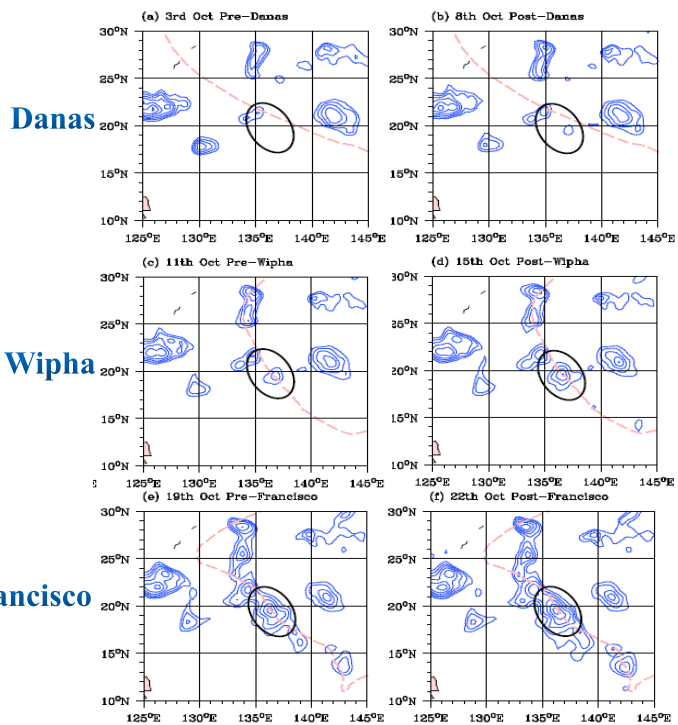 (a) 3rd Oct Pre-Danas
(b) 8th Oct Post-Danas
30°N
25°N
20°N
15°N
10°N
125°E 130°E 135°E 140°E 145°E
30°N
25°N
20°N
15°N
10°N
125°E 130°E 135°E 140°E 145°E
Danas
(c) 11th Oct Pre-Wipha
(d) 15th Oct Post-Wipha
30°N
25°N
20°N
15°N
10°N
125°E 130°E 135°E 140°E 145°E
30°N
25°N
20°N
15°N
10°N
125°E 130°E 135°E 140°E 145°E
Wipha
(e) 19th Oct Pre-Francisco
(f) 22th Oct Post-Francisco
30°N
25°N
20°N
15°N
10°N
125°E 130°E 135°E 140°E 145°E
30°N
25°N
20°N
15°N
10°N
125°E 130°E 135°E 140°E 145°E
ancisco